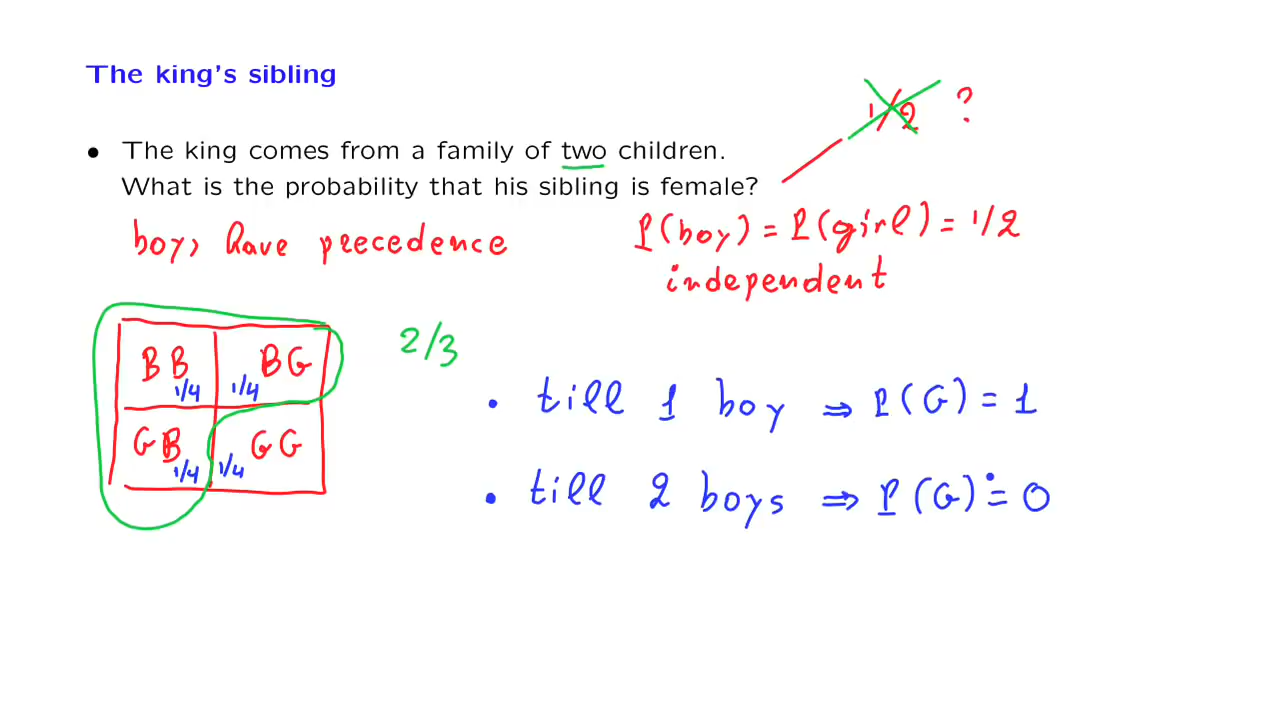 The king's sibling
1/2 ?
• The king comes from a family of two children.
What is the probability that his sibling is female?
boys have precedence
P(boy) = P(girl) = 1/2
independent
BB 1/4 BG 1/4
GB 1/4 GG 1/4
2/3
• till 1 boy ⇒ P(G) = 1
• till 2 boys ⇒ P(G) = 0